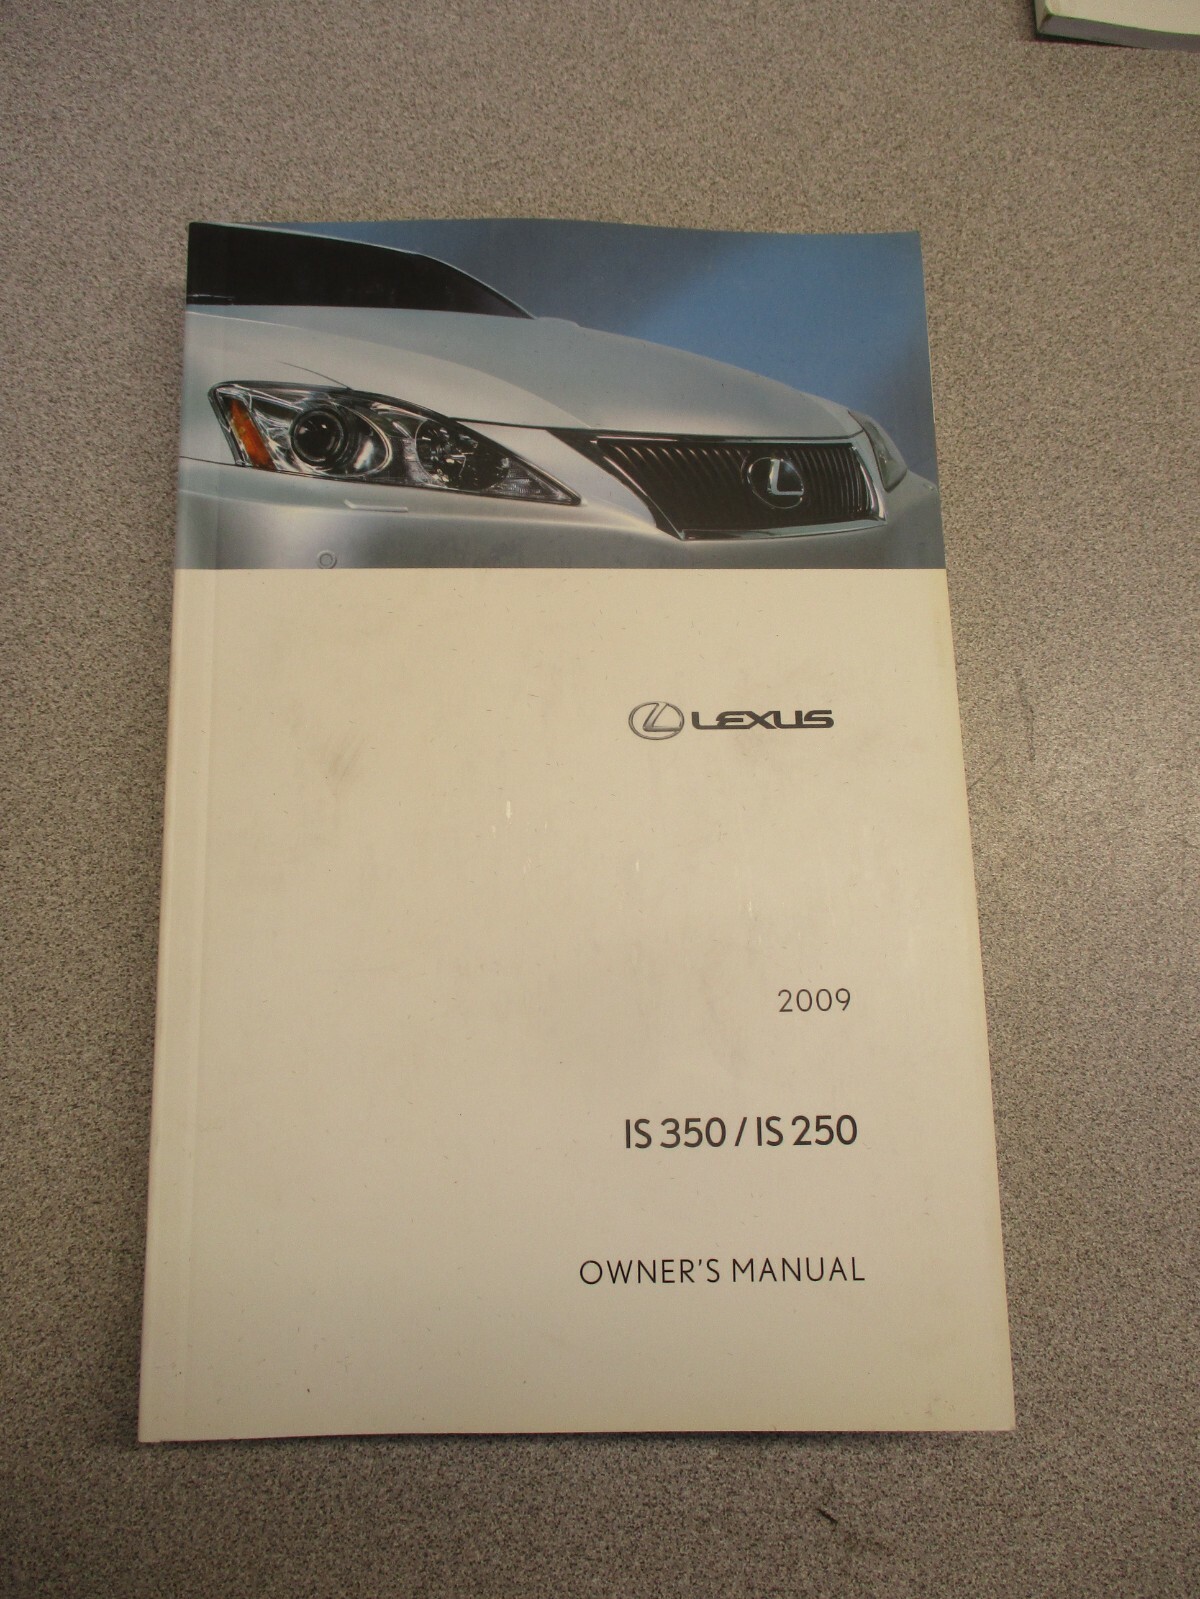 LEXUS
2009
IS 350 / IS 250
OWNER'S MANUAL